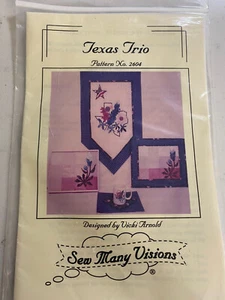 Texas Trio
Pattern No. 2604
Designed by Vicki Arnold
Sew Many Visions
®